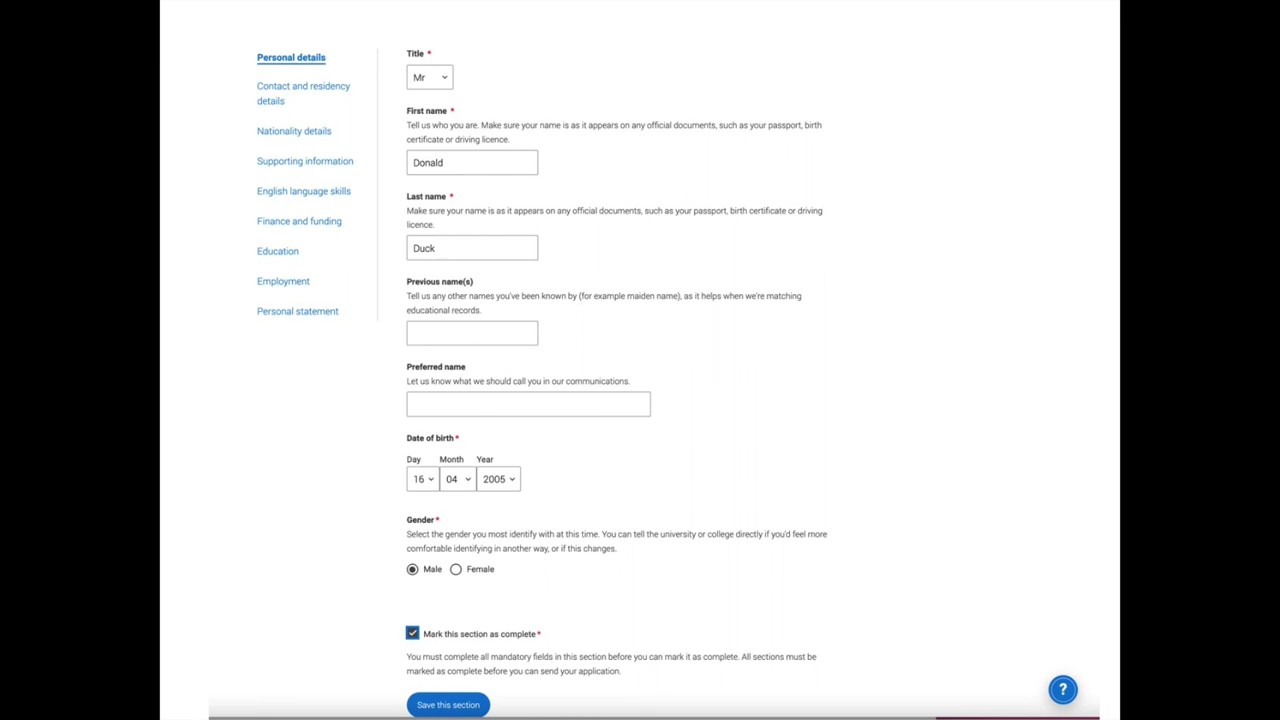 Personal details
Contact and residency
details
Nationality details
Supporting information
English language skills
Finance and funding
Education
Employment
Personal statement
Title *
Mr
First name *
Tell us who you are. Make sure your name is as it appears on any official documents, such as your passport, birth
certificate or driving licence.
Donald
Last name *
Make sure your name is as it appears on any official documents, such as your passport, birth certificate or driving
licence.
Duck
Previous name(s)
Tell us any other names you've been known by (for example maiden name), as it helps when we're matching
educational records.
Preferred name
Let us know what we should call you in our communications.
Date of birth*
Day Month Year
16 04 2005
Gender*
Select the gender you most identify with at this time. You can tell the university or college directly if you'd feel more
comfortable identifying in another way, or if this changes.
Male Female
Mark this section as complete*
You must complete all mandatory fields in this section before you can mark it as complete. All sections must be
marked as complete before you can send your application.
?
Save this section